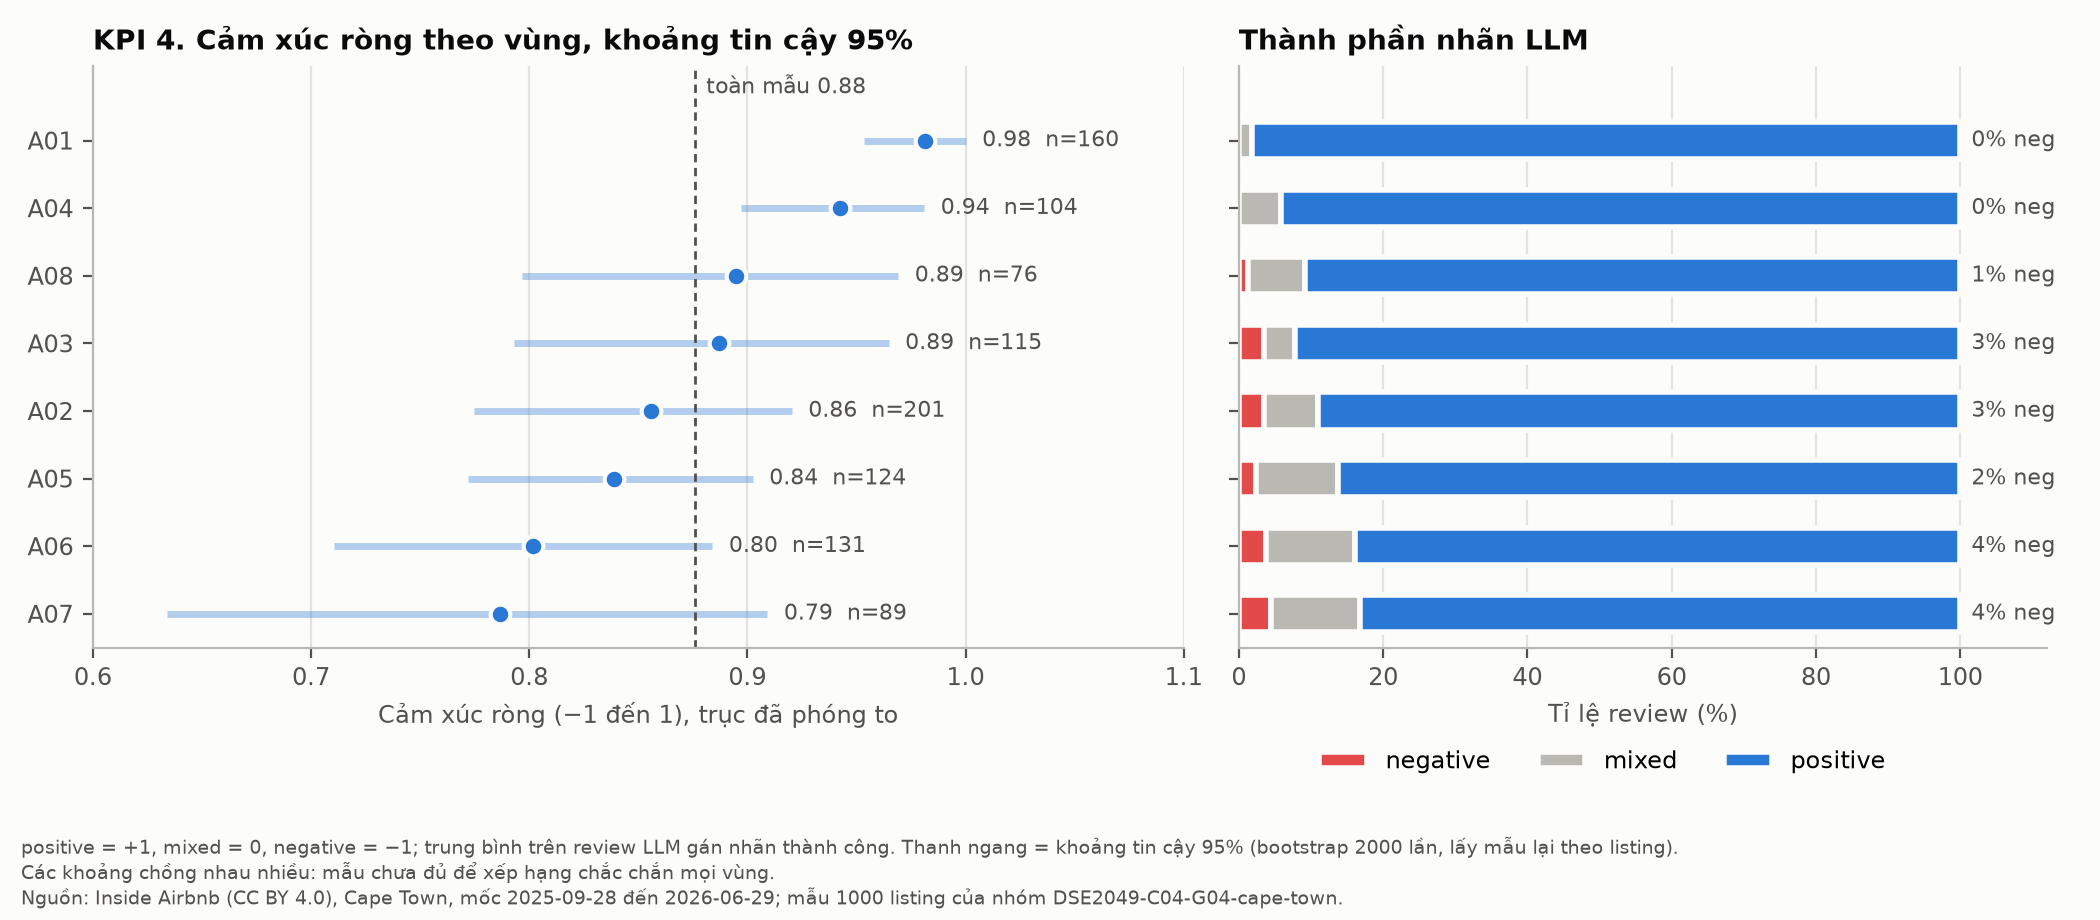 KPI 4. Cảm xúc ròng theo vùng, khoảng tin cậy 95%
toàn mẫu 0.88
A01
0.98 n=160
A04
0.94 n=104
A08
0.89 n=76
A03
0.89 n=115
A02
0.86 n=201
A05
0.84 n=124
A06
0.80 n=131
A07
0.79 n=89
0.6 0.7 0.8 0.9 1.0 1.1
Cảm xúc ròng (−1 đến 1), trục đã phóng to
Thành phần nhãn LLM
0% neg
0% neg
1% neg
3% neg
3% neg
2% neg
4% neg
4% neg
0 20 40 60 80 100
Tỉ lệ review (%)
negative mixed positive
positive = +1, mixed = 0, negative = −1; trung bình trên review LLM gán nhãn thành công. Thanh ngang = khoảng tin cậy 95% (bootstrap 2000 lần, lấy mẫu lại theo listing).
Các khoảng chồng nhau nhiều: mẫu chưa đủ để xếp hạng chắc chắn mọi vùng.
Nguồn: Inside Airbnb (CC BY 4.0), Cape Town, mốc 2025-09-28 đến 2026-06-29; mẫu 1000 listing của nhóm DSE2049-C04-G04-cape-town.